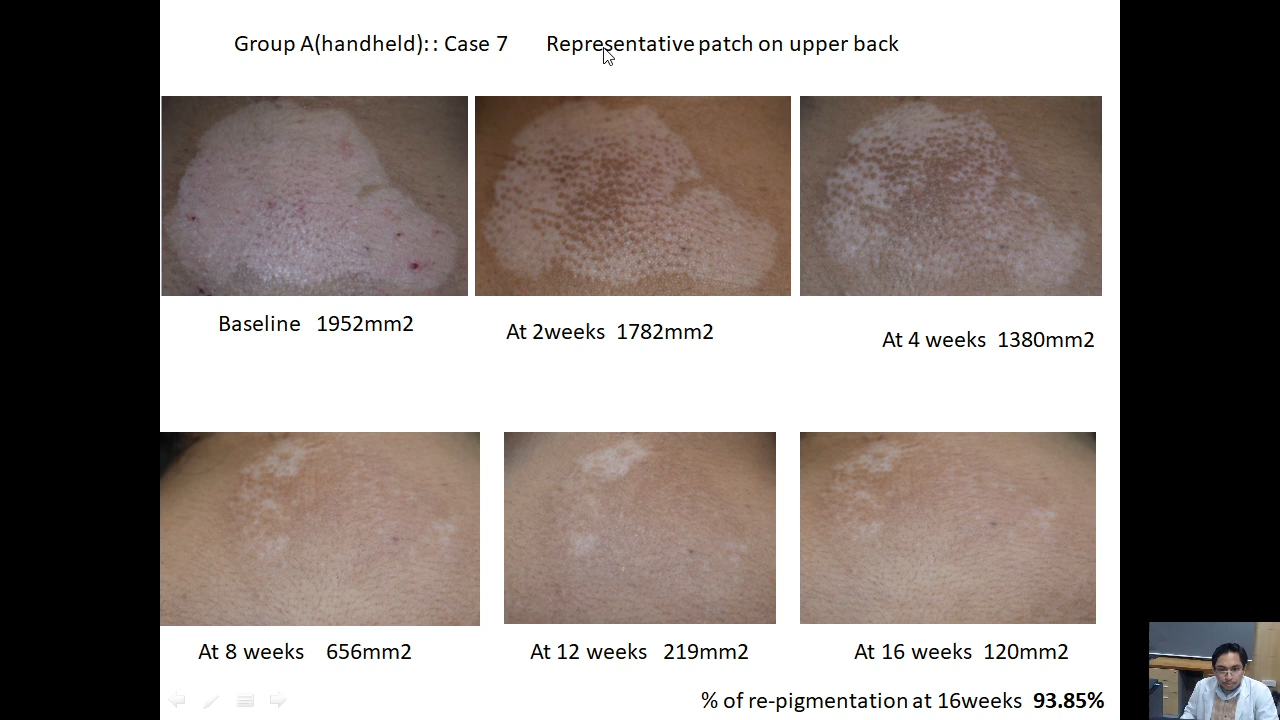 Group A(handheld): : Case 7 Representative patch on upper back
Baseline 1952mm2
At 2weeks 1782mm2
At 4 weeks 1380mm2
At 8 weeks 656mm2
At 12 weeks 219mm2
At 16 weeks 120mm2
% of re-pigmentation at 16weeks 93.85%